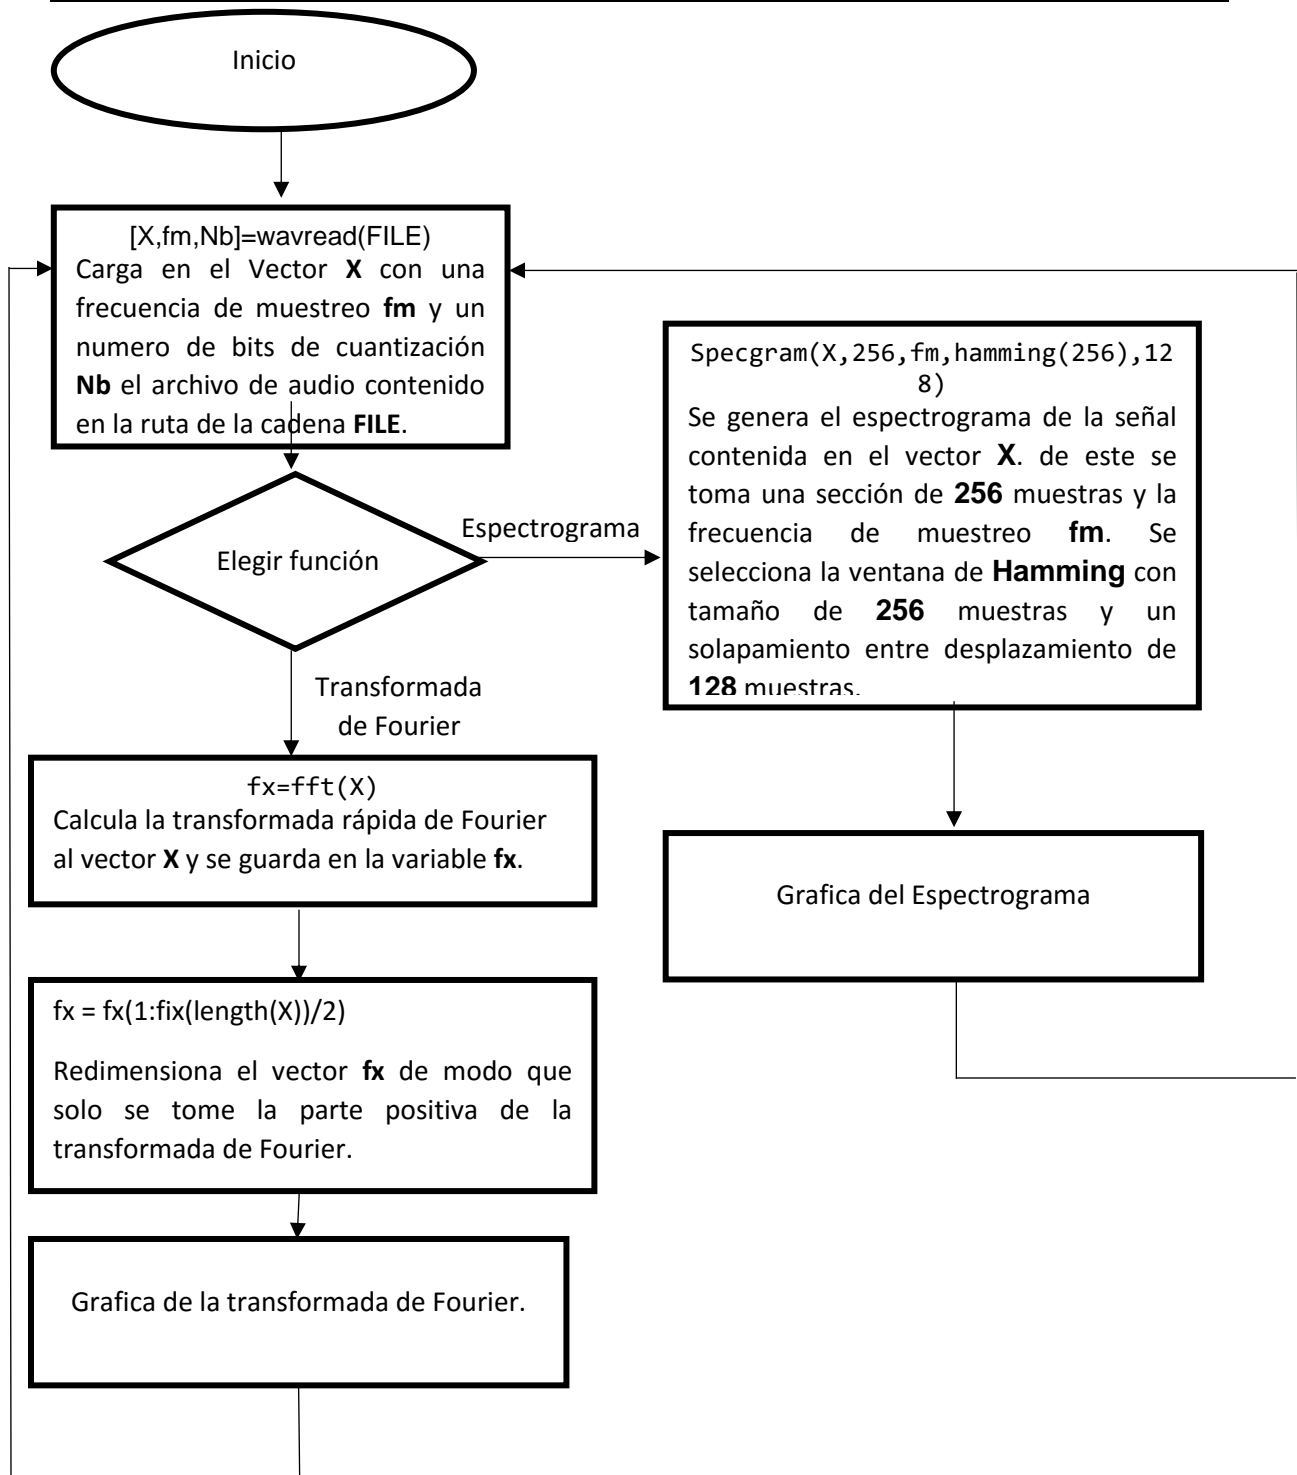 Inicio
[X,fm,Nb]=wavread(FILE)
Carga en el Vector X con una
frecuencia de muestreo fm y un
numero de bits de cuantización
Nb el archivo de audio contenido
en la ruta de la cadena FILE.
Elegir función
Espectrograma
Specgram(X,256,fm,hamming(256),12
8)
Se genera el espectrograma de la señal
contenida en el vector X. de este se
toma una sección de 256 muestras y la
frecuencia de muestreo fm. Se
selecciona la ventana de Hamming con
tamaño de 256 muestras y un
solapamiento entre desplazamiento de
128 muestras.
Transformada
de Fourier
fx=fft(X)
Calcula la transformada rápida de Fourier
al vector X y se guarda en la variable fx.
Grafica del Espectrograma
fx = fx(1:fix(length(X))/2)
Redimensiona el vector fx de modo que
solo se tome la parte positiva de la
transformada de Fourier.
Grafica de la transformada de Fourier.